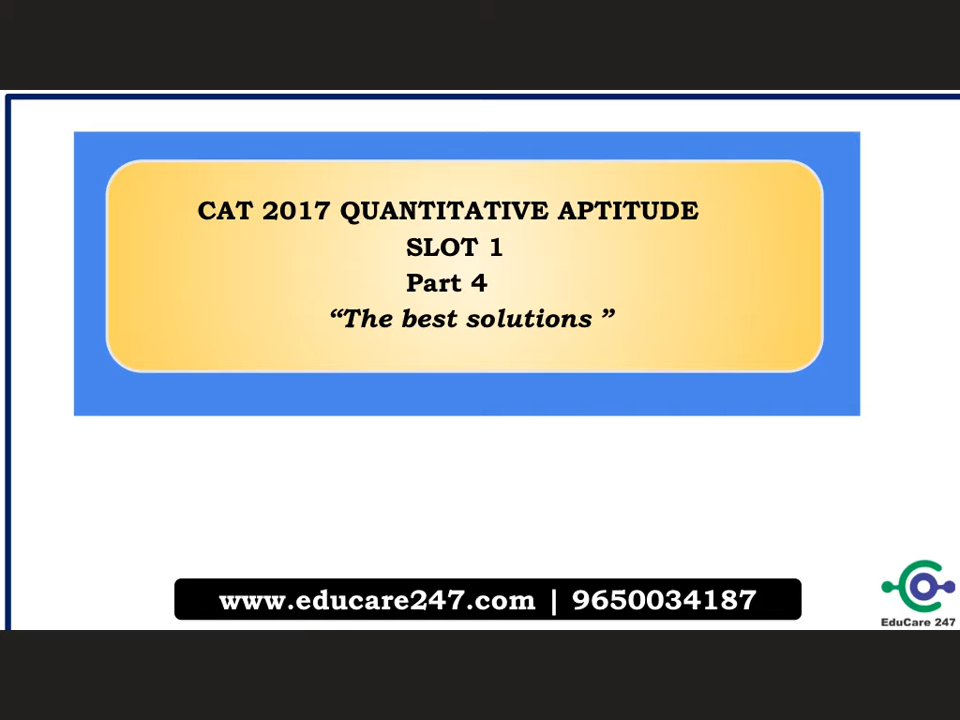 CAT 2017 QUANTITATIVE APTITUDE
SLOT 1
Part 4
“The best solutions ”
www.educare247.com | 9650034187
EduCare 247